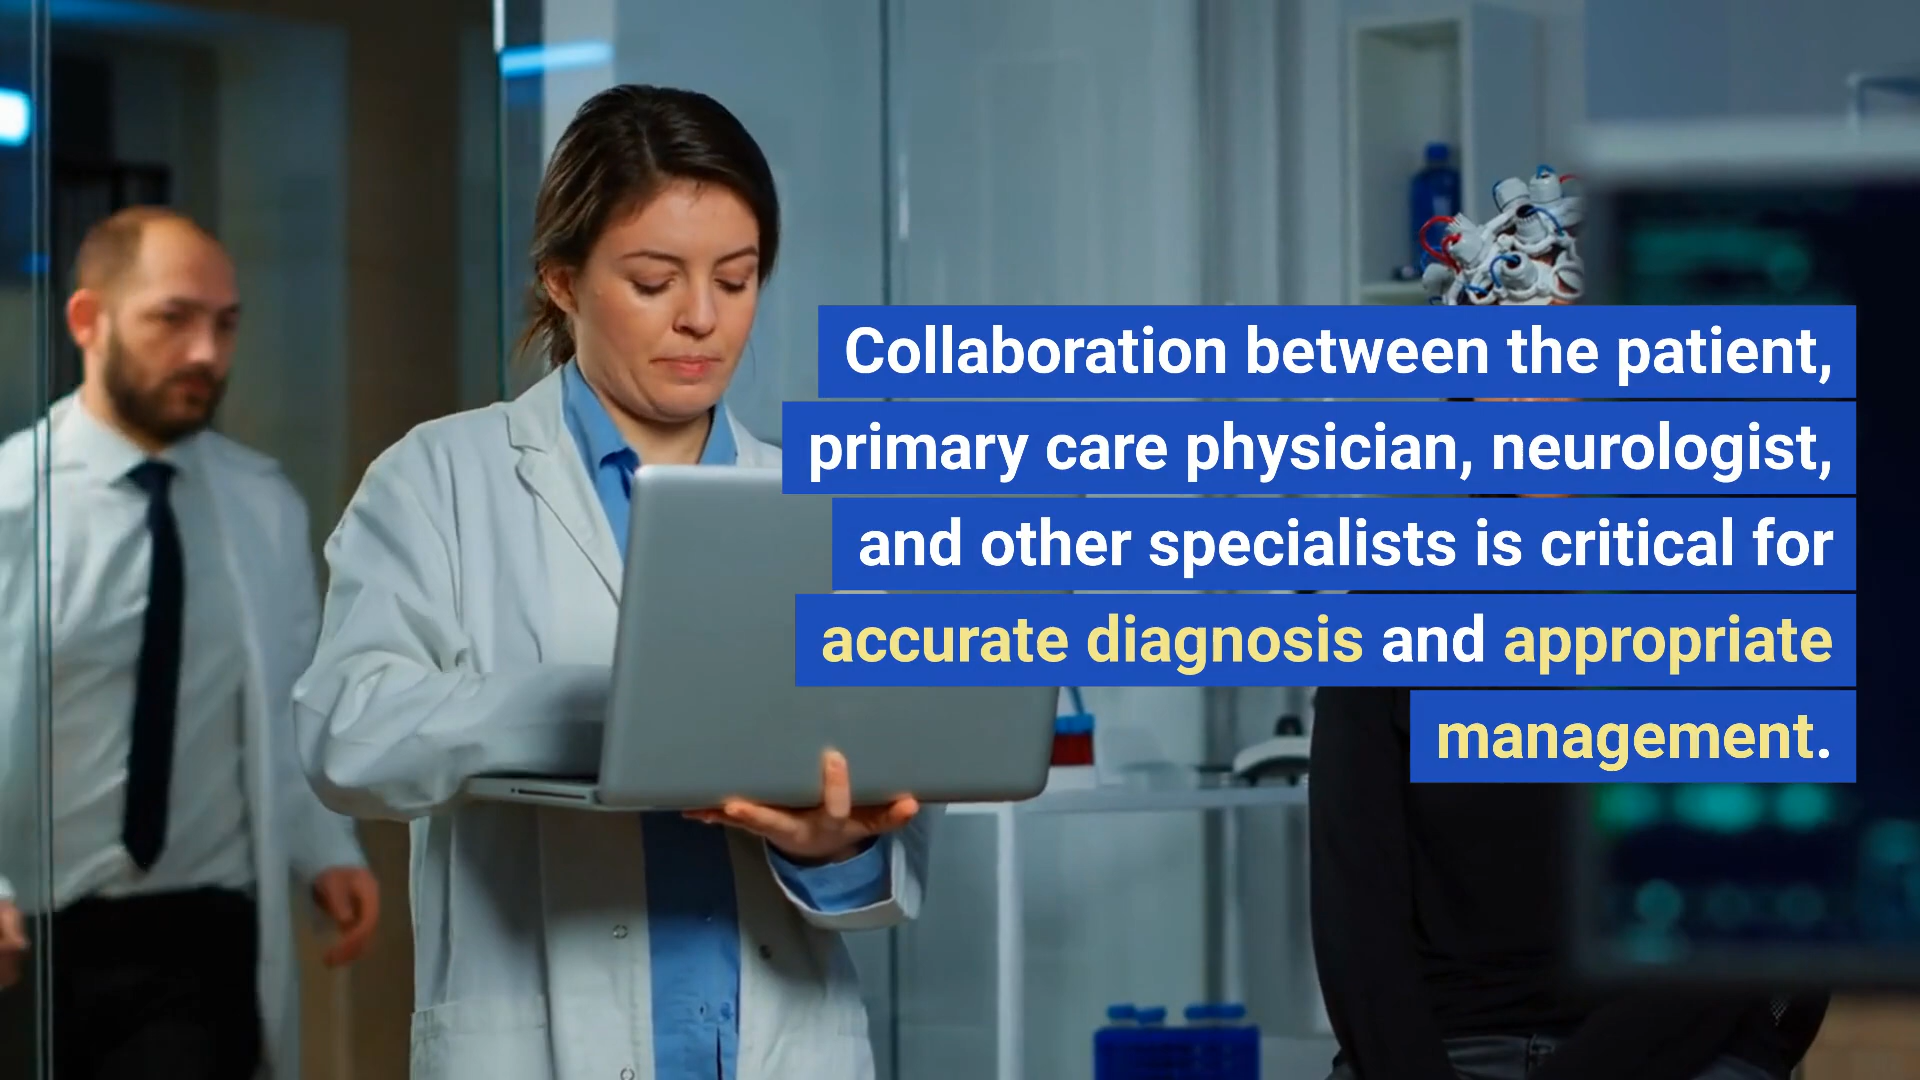 Collaboration between the patient,
primary care physician, neurologist,
and other specialists is critical for
accurate diagnosis and appropriate
management.